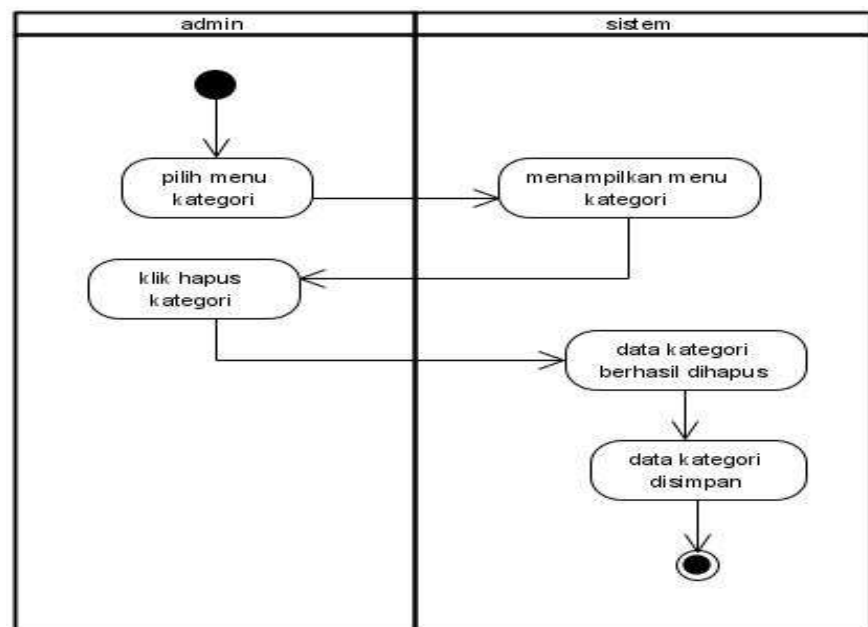 admin
sistem
pilih menu
kategori
menampilkan menu
kategori
klik hapus
kategori
data kategori
berhasil dihapus
data kategori
disimpan